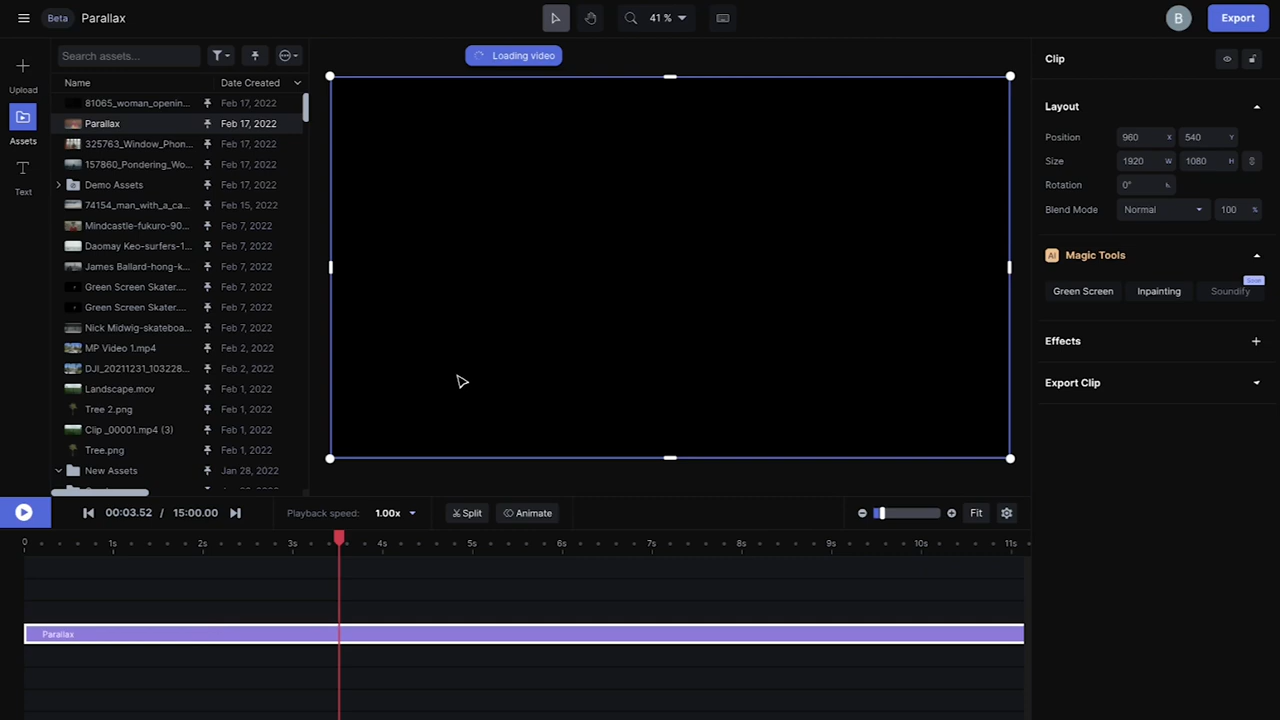 Beta Parallax 41 % B Export
Search assets... Loading video Clip
Upload
Assets
Text
Name Date Created
81065_woman_openin... Feb 17, 2022
Parallax Feb 17, 2022
325763_Window_Phon... Feb 17, 2022
157860_Pondering_Wo... Feb 17, 2022
Demo Assets Feb 17, 2022
74154_man_with_a_ca... Feb 15, 2022
Mindcastle-fukuro-90... Feb 7, 2022
Daomay Keo-surfers-1... Feb 7, 2022
James Ballard-hong-k... Feb 7, 2022
Green Screen Skater.... Feb 7, 2022
Green Screen Skater.... Feb 7, 2022
Nick Midwig-skateboa... Feb 7, 2022
MP Video 1.mp4 Feb 2, 2022
DJI_20211231_103228... Feb 2, 2022
Landscape.mov Feb 1, 2022
Tree 2.png Feb 1, 2022
Clip _00001.mp4 (3) Feb 1, 2022
Tree.png Feb 1, 2022
New Assets Jan 28, 2022
Layout
Position 960 X 540 Y
Size 1920 W 1080 H
Rotation 0°
Blend Mode Normal 100 %
AI Magic Tools
Soon
Green Screen Inpainting Soundify
Effects
Export Clip
00:03.52 / 15:00.00 Playback speed: 1.00x Split Animate Fit
0 1s 2s 3s 4s 5s 6s 7s 8s 9s 10s 11s
Parallax